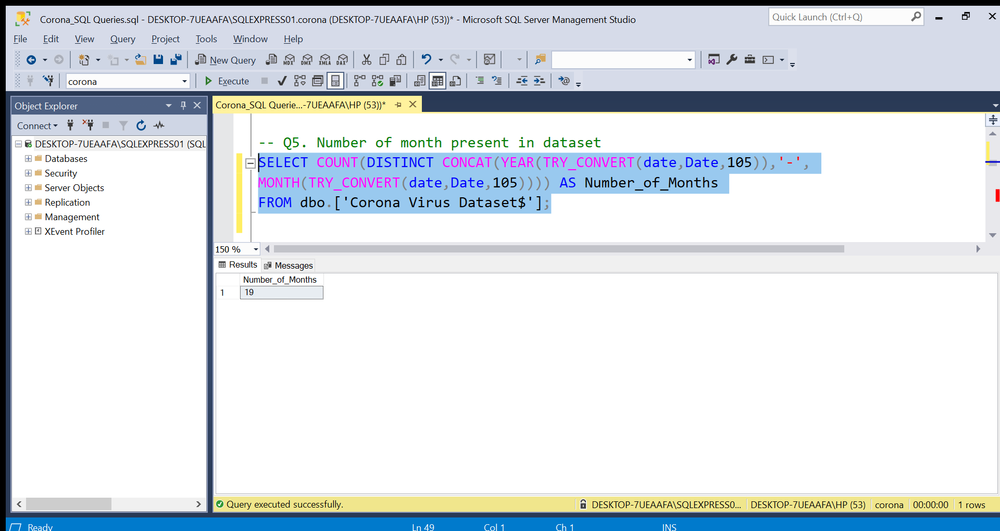 Corona_SQL Queries.sql - DESKTOP-7UEAAFA\SQLEXPRESS01.corona (DESKTOP-7UEAAFA\HP (53))* - Microsoft SQL Server Management Studio
Quick Launch (Ctrl+Q)
File Edit View Query Project Tools Window Help
New Query MDX DMX XMLA DAX
corona Execute
Object Explorer
Connect
DESKTOP-7UEAAFA\SQLEXPRESS01 (SQL
Databases
Security
Server Objects
Replication
Management
XEvent Profiler
Corona_SQL Querie...-7UEAAFA\HP (53))*
-- Q5. Number of month present in dataset
SELECT COUNT(DISTINCT CONCAT(YEAR(TRY_CONVERT(date,Date,105)),'-',
MONTH(TRY_CONVERT(date,Date,105)))) AS Number_of_Months
FROM dbo.['Corona Virus Dataset$'];
150 %
Results Messages
Number_of_Months
1 19
Query executed successfully. DESKTOP-7UEAAFA\SQLEXPRESS0... DESKTOP-7UEAAFA\HP (53) corona 00:00:00 1 rows
Ready Ln 49 Col 1 Ch 1 INS